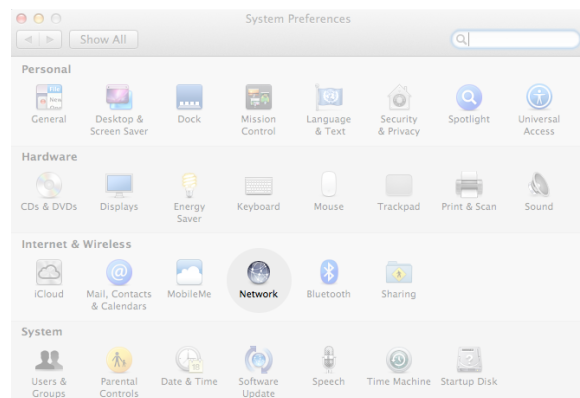 System Preferences
Show All
Personal
General
Desktop & Screen Saver
Dock
Mission Control
Language & Text
Security & Privacy
Spotlight
Universal Access
Hardware
CDs & DVDs
Displays
Energy Saver
Keyboard
Mouse
Trackpad
Print & Scan
Sound
Internet & Wireless
iCloud
Mail, Contacts & Calendars
MobileMe
Network
Bluetooth
Sharing
System
Users & Groups
Parental Controls
Date & Time
Software Update
Speech
Time Machine
Startup Disk